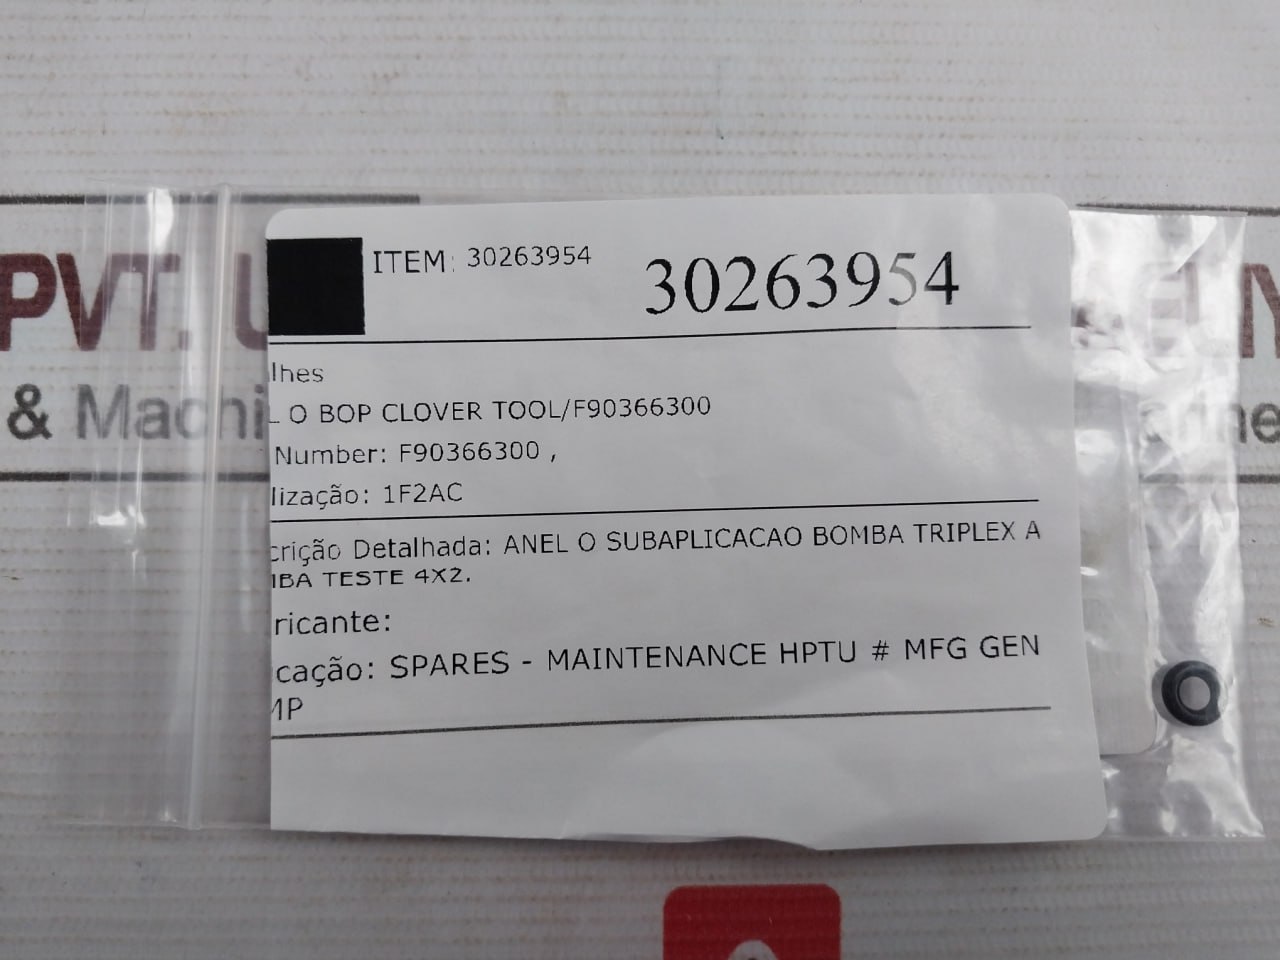 ITEM: 30263954
30263954
lhes
L O BOP CLOVER TOOL/F90366300
Number: F90366300 ,
lização: 1F2AC
crição Detalhada: ANEL O SUBAPLICACAO BOMBA TRIPLEX A
BA TESTE 4X2.
ricante:
cação: SPARES - MAINTENANCE HPTU # MFG GEN
MP
PVT. U
& Machi